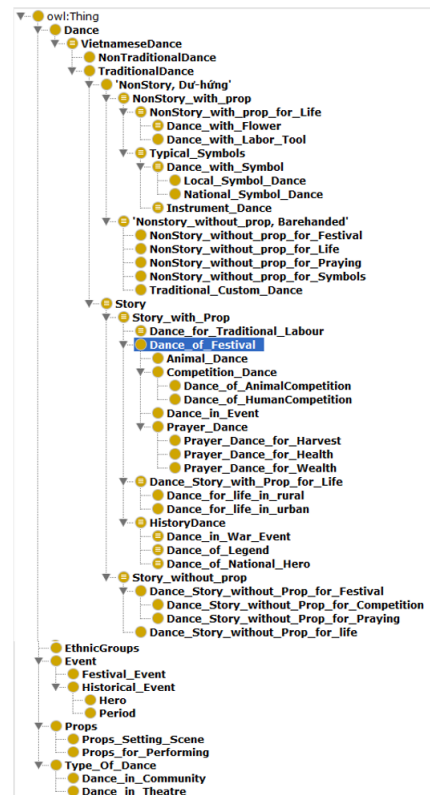 owl:Thing
Dance
VietnameseDance
NonTraditionalDance
TraditionalDance
'NonStory, Dư-hứng'
NonStory_with_prop
NonStory_with_prop_for_Life
Dance_with_Flower
Dance_with_Labor_Tool
Typical_Symbols
Dance_with_Symbol
Local_Symbol_Dance
National_Symbol_Dance
Instrument_Dance
'Nonstory_without_prop, Barehanded'
NonStory_without_prop_for_Festival
NonStory_without_prop_for_Life
NonStory_without_prop_for_Praying
NonStory_without_prop_for_Symbols
Traditional_Custom_Dance
Story
Story_with_Prop
Dance_for_Traditional_Labour
Dance_of_Festival
Animal_Dance
Competition_Dance
Dance_of_AnimalCompetition
Dance_of_HumanCompetition
Dance_in_Event
Prayer_Dance
Prayer_Dance_for_Harvest
Prayer_Dance_for_Health
Prayer_Dance_for_Wealth
Dance_Story_with_Prop_for_Life
Dance_for_life_in_rural
Dance_for_life_in_urban
HistoryDance
Dance_in_War_Event
Dance_of_Legend
Dance_of_National_Hero
Story_without_prop
Dance_Story_without_Prop_for_Festival
Dance_Story_without_Prop_for_Competition
Dance_Story_without_Prop_for_Praying
Dance_Story_without_Prop_for_life
EthnicGroups
Event
Festival_Event
Historical_Event
Hero
Period
Props
Props_Setting_Scene
Props_for_Performing
Type_Of_Dance
Dance_in_Community
Dance_in_Theatre